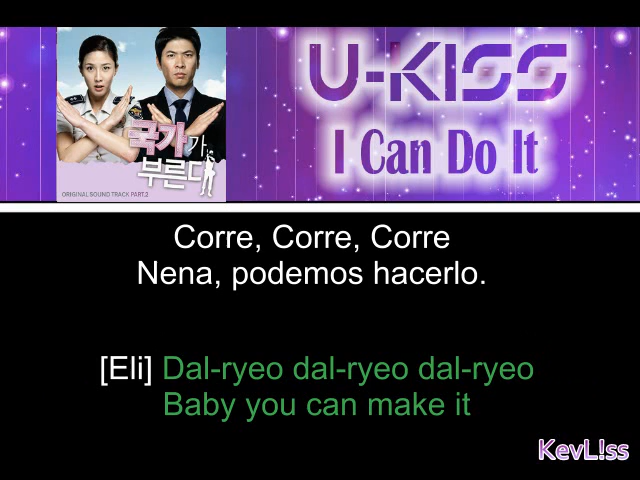 U-KISS
I Can Do It
국가가
부른다
ORIGINAL SOUND TRACK PART.2
Corre, Corre, Corre
Nena, podemos hacerlo.
[Eli] Dal-ryeo dal-ryeo dal-ryeo
Baby you can make it
KevL!ss